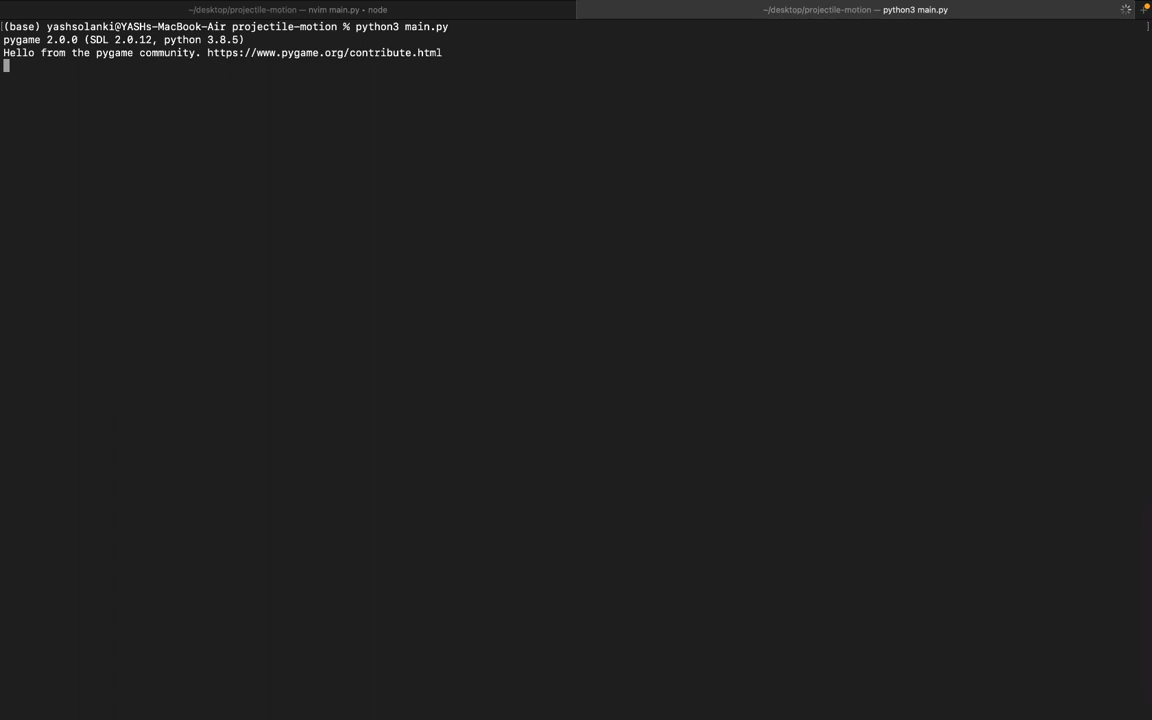 ~/desktop/projectile-motion — nvim main.py ▸ node
~/desktop/projectile-motion — python3 main.py
(base) yashsolanki@YASHs-MacBook-Air projectile-motion % python3 main.py
pygame 2.0.0 (SDL 2.0.12, python 3.8.5)
Hello from the pygame community. https://www.pygame.org/contribute.html